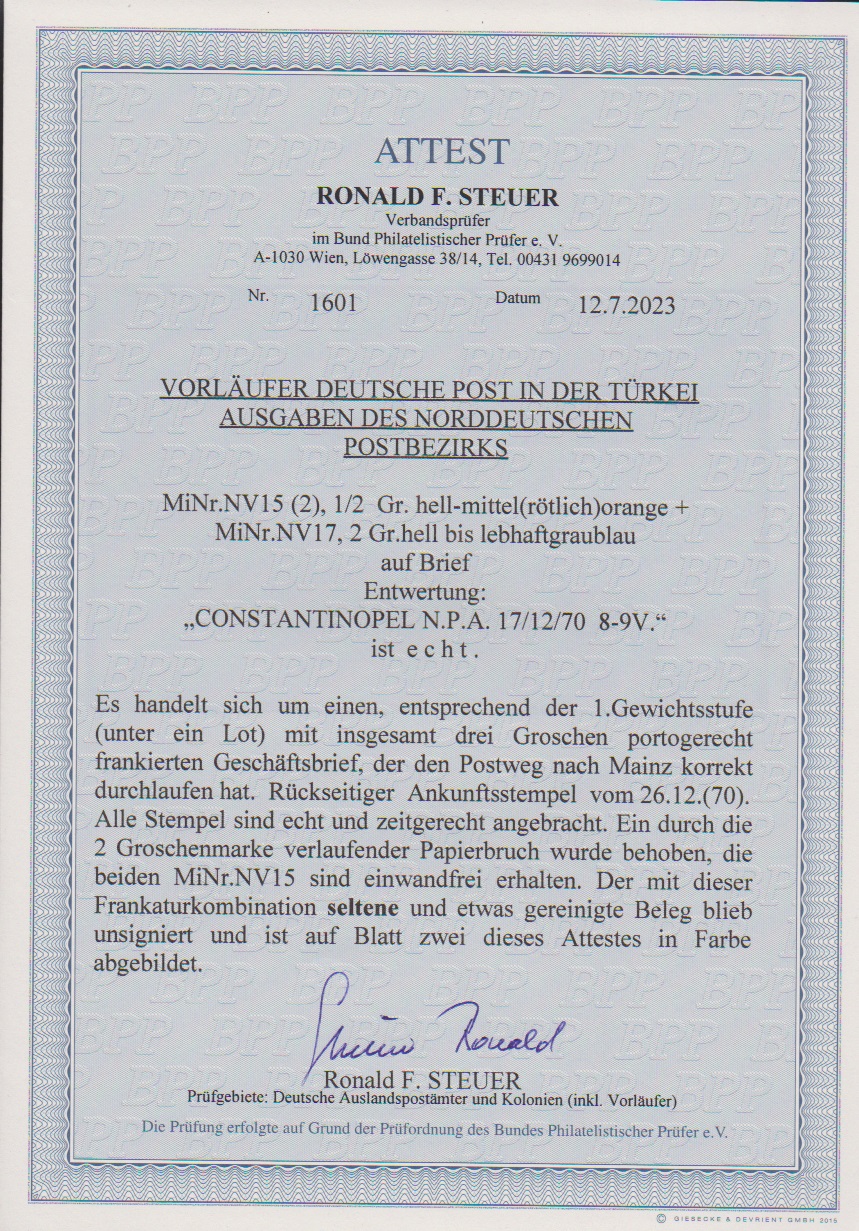 ATTEST
RONALD F. STEUER
Verbandsprüfer
im Bund Philatelistischer Prüfer e. V.
A-1030 Wien, Löwengasse 38/14, Tel. 00431 9699014
Nr. 1601 Datum 12.7.2023
VORLÄUFER DEUTSCHE POST IN DER TÜRKEI
AUSGABEN DES NORDDEUTSCHEN
POSTBEZIRKS
MiNr.NV15 (2), 1/2 Gr. hell-mittel(rötlich)orange +
MiNr.NV17, 2 Gr.hell bis lebhaftgraublau
auf Brief
Entwertung:
„CONSTANTINOPEL N.P.A. 17/12/70 8-9V.“
ist e c h t .
Es handelt sich um einen, entsprechend der 1.Gewichtsstufe
(unter ein Lot) mit insgesamt drei Groschen portogerecht
frankierten Geschäftsbrief, der den Postweg nach Mainz korrekt
durchlaufen hat. Rückseitiger Ankunftsstempel vom 26.12.(70).
Alle Stempel sind echt und zeitgerecht angebracht. Ein durch die
2 Groschenmarke verlaufender Papierbruch wurde behoben, die
beiden MiNr.NV15 sind einwandfrei erhalten. Der mit dieser
Frankaturkombination seltene und etwas gereinigte Beleg blieb
unsigniert und ist auf Blatt zwei dieses Attestes in Farbe
abgebildet.
Steuer Ronald
Ronald F. STEUER
Prüfgebiete: Deutsche Auslandspostämter und Kolonien (inkl. Vorläufer)
Die Prüfung erfolgte auf Grund der Prüfordnung des Bundes Philatelistischer Prüfer e.V.
© GIESECKE & DEVRIENT GMBH 2015